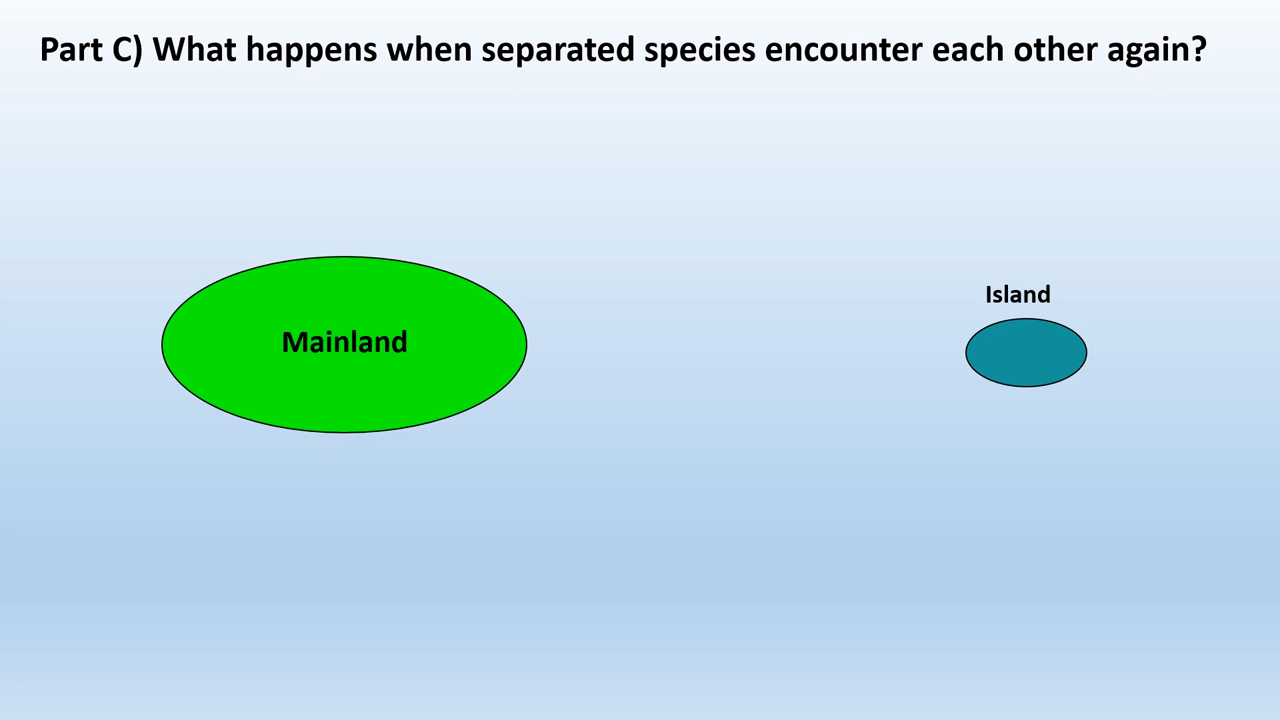 Part C) What happens when separated species encounter each other again?
Island
Mainland